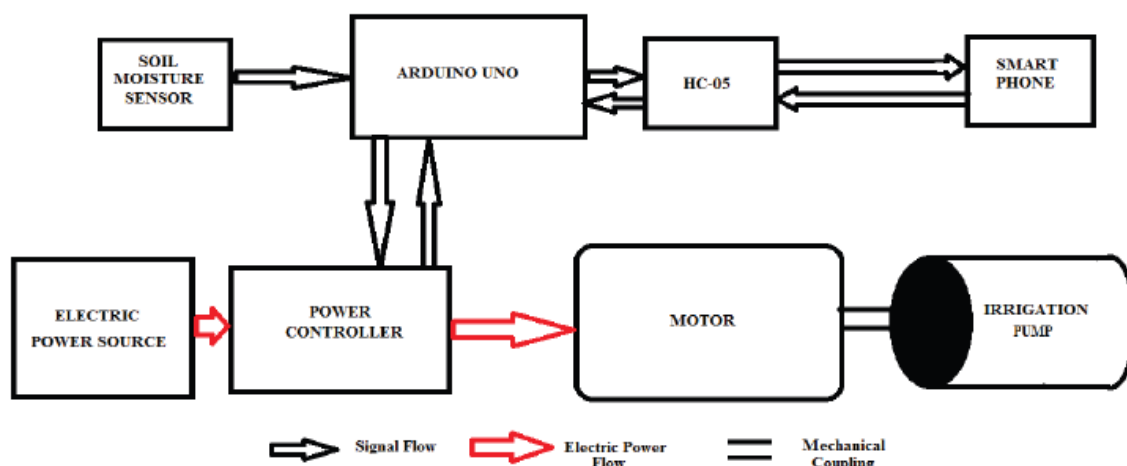 SOIL
MOISTURE
SENSOR
ARDUINO UNO
HC-05
SMART
PHONE
ELECTRIC
POWER SOURCE
POWER
CONTROLLER
MOTOR
IRRIGATION
PUMP
Signal Flow
Electric Power
Flow
Mechanical
Coupling